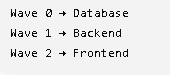 Wave 0 → Database
Wave 1 → Backend
Wave 2 → Frontend